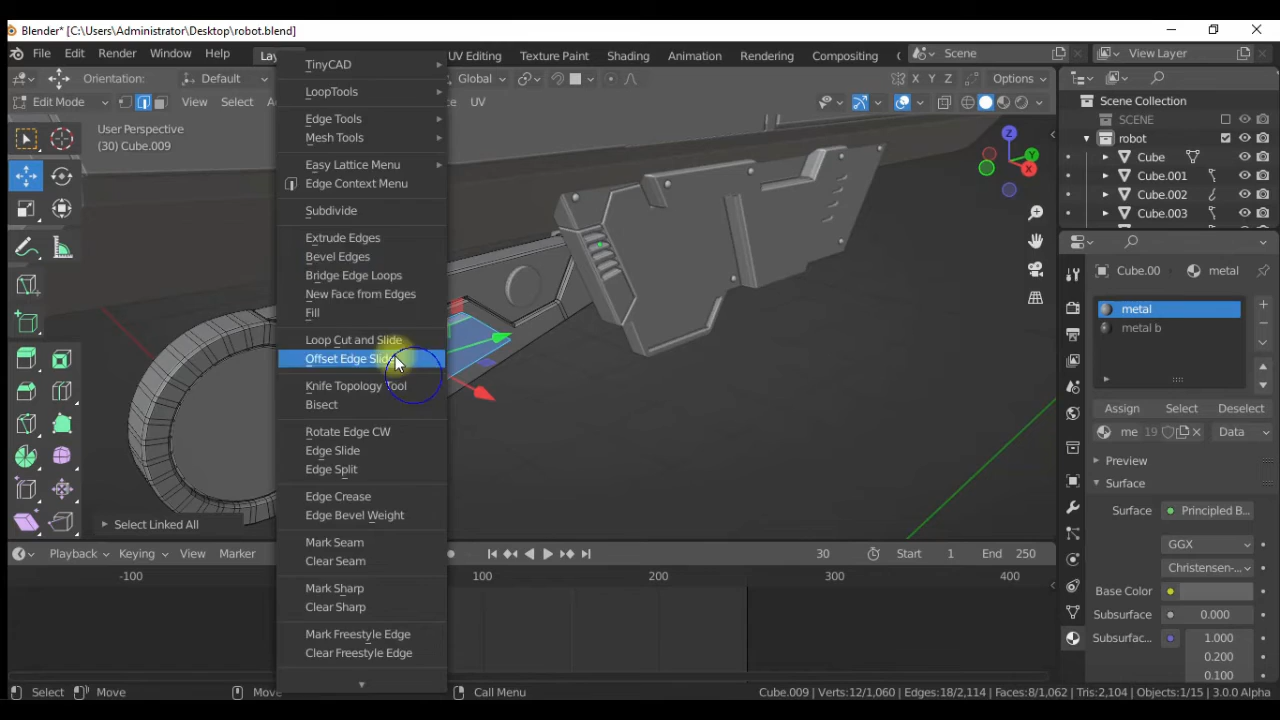 Blender* [C:\Users\Administrator\Desktop\robot.blend]
File Edit Render Window Help
UV Editing Texture Paint Shading Animation Rendering Compositing
Scene
View Layer
Orientation: Default
Global
X Y Z
Options
Edit Mode
View Select
UV
User Perspective
(30) Cube.009
TinyCAD
LoopTools
Edge Tools
Mesh Tools
Easy Lattice Menu
Edge Context Menu
Subdivide
Extrude Edges
Bevel Edges
Bridge Edge Loops
New Face from Edges
Fill
Loop Cut and Slide
Offset Edge Slide
Knife Topology Tool
Bisect
Rotate Edge CW
Edge Slide
Edge Split
Edge Crease
Edge Bevel Weight
Mark Seam
Clear Seam
Mark Sharp
Clear Sharp
Mark Freestyle Edge
Clear Freestyle Edge
Select Linked All
Z
Y
X
Scene Collection
SCENE
robot
Cube
Cube.001
Cube.002
Cube.003
Cube.00
metal
metal
metal b
Assign Select Deselect
me 19
Data
Preview
Surface
Surface Principled B...
GGX
Christensen-...
Base Color
Subsurface 0.000
Subsurfac... 1.000
0.200
0.100
Playback Keying View Marker
30 Start 1 End 250
-100 100 200 300 400
Select Move Move Call Menu
Cube.009 | Verts:12/1,060 | Edges:18/2,114 | Faces:8/1,062 | Tris:2,104 | Objects:1/15 | 3.0.0 Alpha